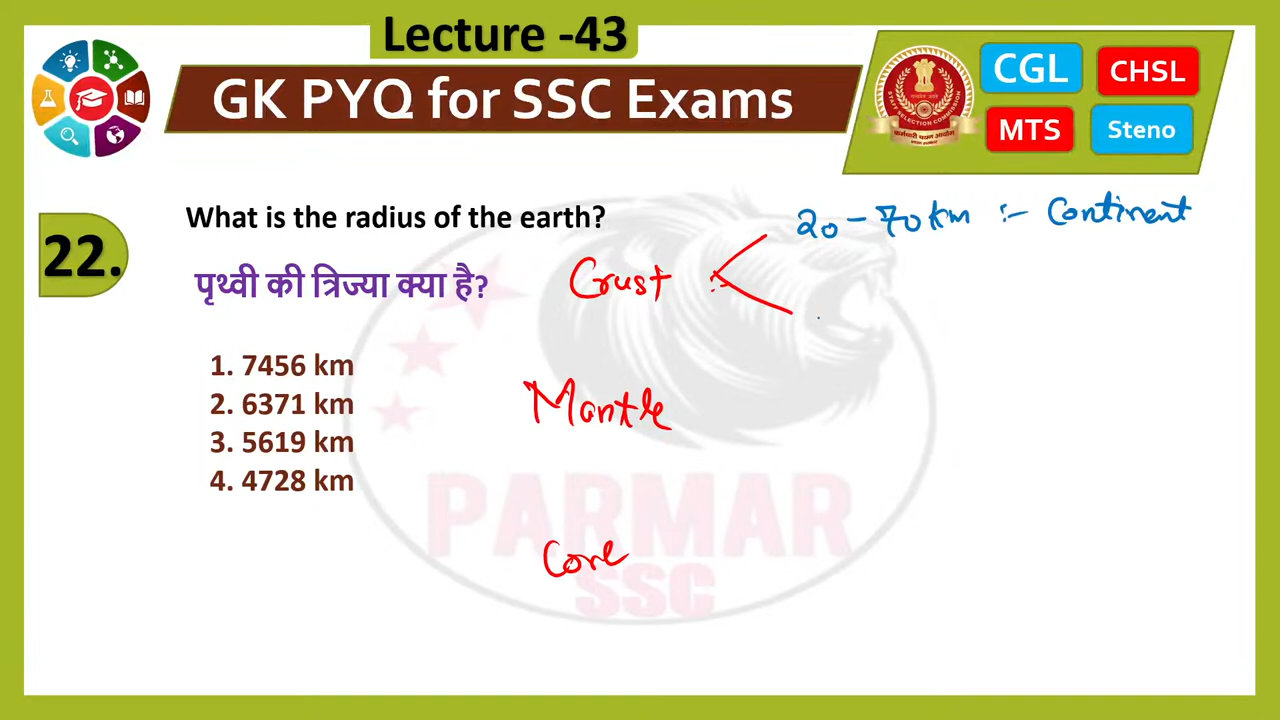 Lecture -43
GK PYQ for SSC Exams
CGL
CHSL
MTS
Steno
22.
What is the radius of the earth?
पृथ्वी की त्रिज्या क्या है?
20 - 70 km :- Continent
Crust :-
1. 7456 km
2. 6371 km
3. 5619 km
4. 4728 km
Mantle
Core
PARMAR
SSC